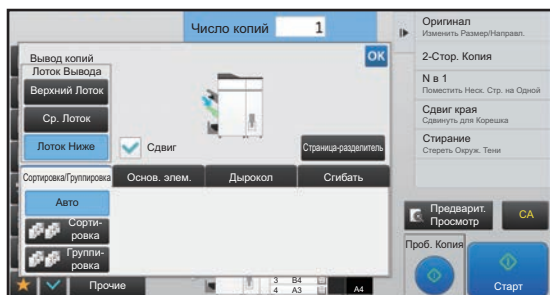 Число копий 1
Вывод копий
OK
Лоток Вывода
Верхний Лоток
Ср. Лоток
Лоток Ниже
Сдвиг
Страница-разделитель
Сортировка/Группировка
Основ. элем.
Дырокол
Сгибать
Авто
Сорти-
ровка
Группи-
ровка
Прочие
3 B4
4 A3
A4
Оригинал
Изменить Размер/Направл.
2-Стор. Копия
N в 1
Поместить Неск. Стр. на Одной
Сдвиг края
Сдвинуть для Корешка
Стирание
Стереть Окруж. Тени
Предварит.
Просмотр
CA
Проб. Копия
Старт